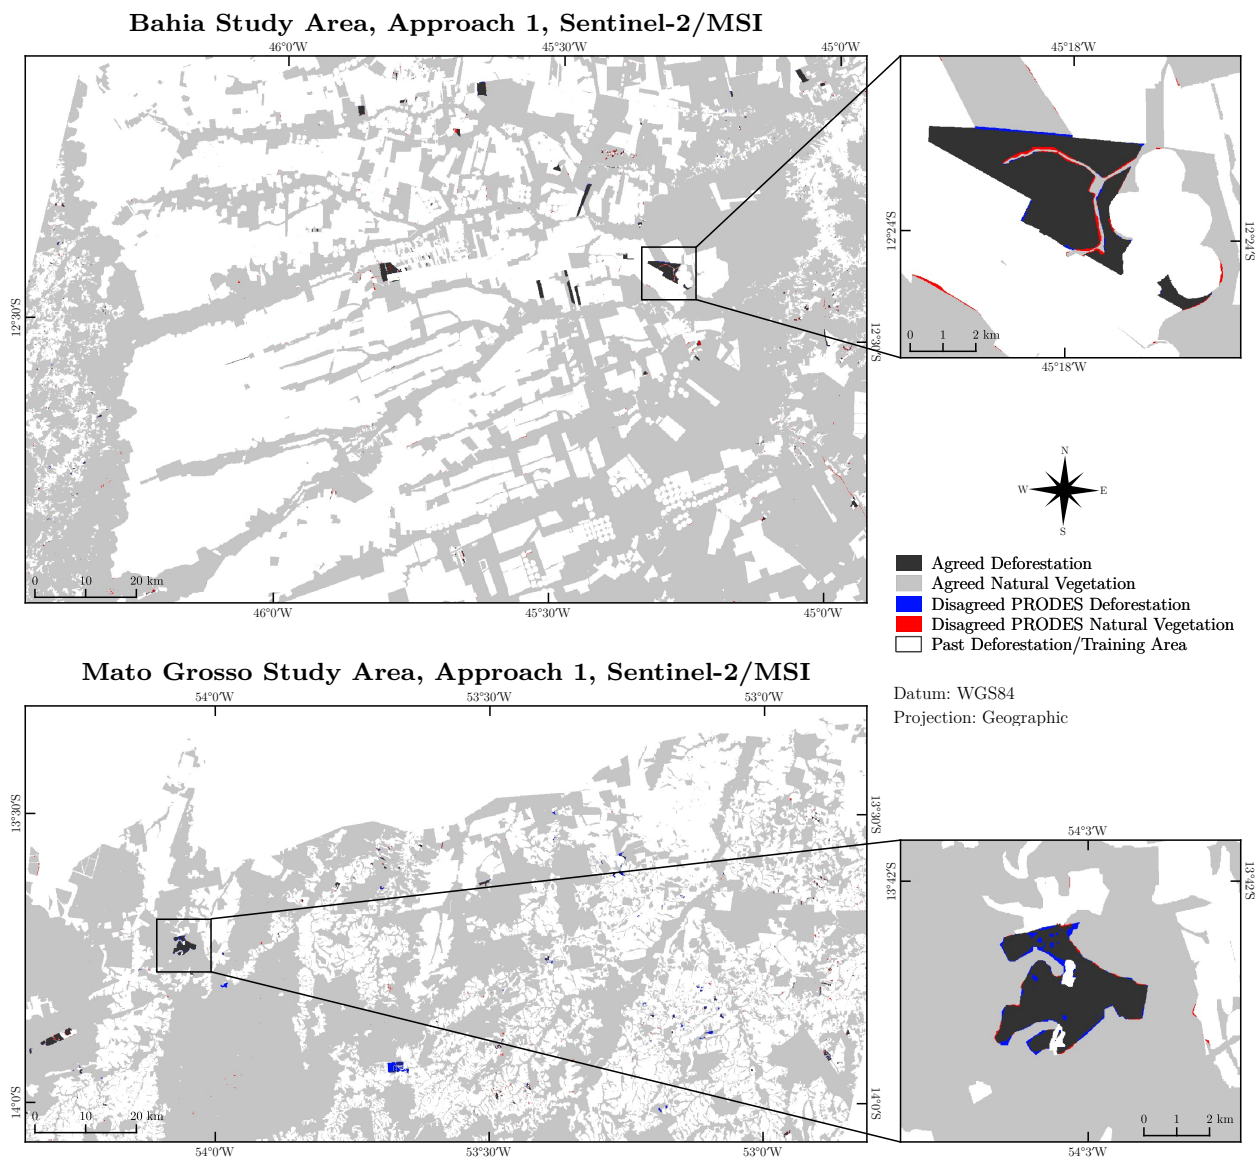 Bahia Study Area, Approach 1, Sentinel-2/MSI
46°0′W 45°30′W 45°0′W
12°30′S
12°30′S
0 10 20 km
46°0′W 45°30′W 45°0′W
45°18′W
12°24′S
12°24′S
0 1 2 km
45°18′W
N
W E
S
Agreed Deforestation
Agreed Natural Vegetation
Disagreed PRODES Deforestation
Disagreed PRODES Natural Vegetation
Past Deforestation/Training Area
Datum: WGS84
Projection: Geographic
Mato Grosso Study Area, Approach 1, Sentinel-2/MSI
54°0′W 53°30′W 53°0′W
13°30′S
13°30′S
14°0′S
14°0′S
0 10 20 km
54°0′W 53°30′W 53°0′W
54°3′W
13°42′S
13°42′S
0 1 2 km
54°3′W